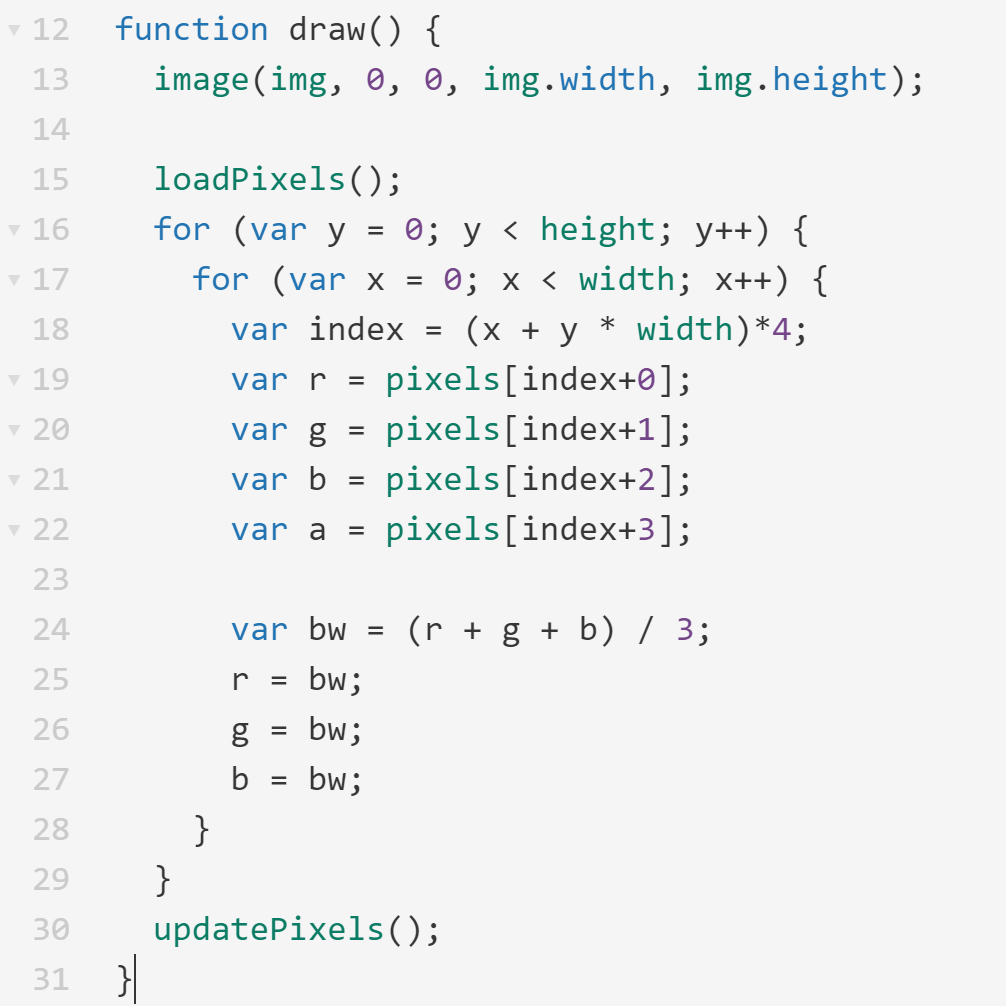 12 function draw() {
13 image(img, 0, 0, img.width, img.height);
14
15 loadPixels();
16 for (var y = 0; y < height; y++) {
17 for (var x = 0; x < width; x++) {
18 var index = (x + y * width)*4;
19 var r = pixels[index+0];
20 var g = pixels[index+1];
21 var b = pixels[index+2];
22 var a = pixels[index+3];
23
24 var bw = (r + g + b) / 3;
25 r = bw;
26 g = bw;
27 b = bw;
28 }
29 }
30 updatePixels();
31 }